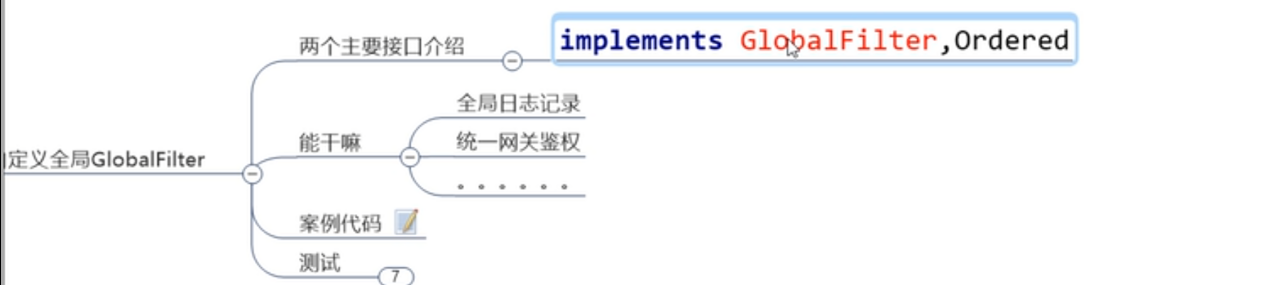 定义全局GlobalFilter
两个主要接口介绍
implements GlobalFilter,Ordered
能干嘛
全局日志记录
统一网关鉴权
。。。。。。
案例代码
测试
7